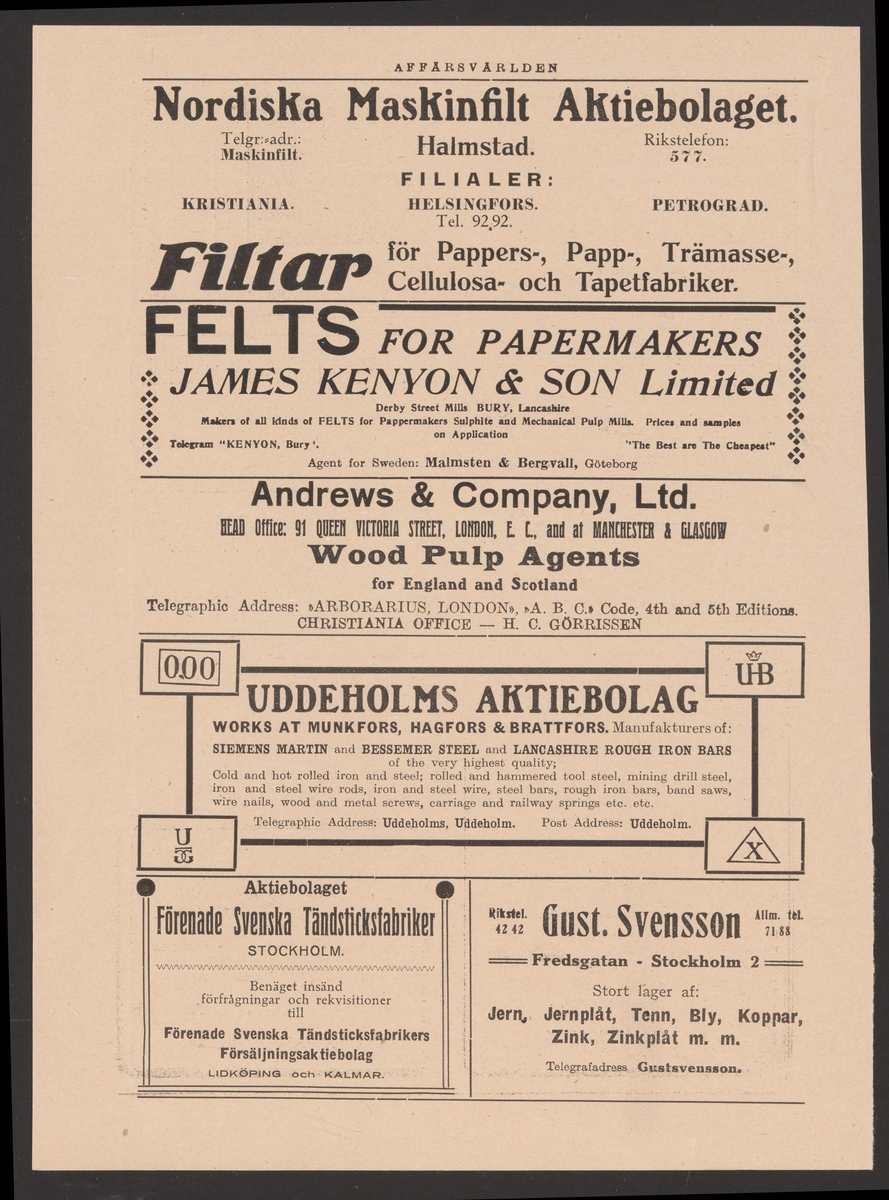 AFFÄRSVÄRLDEN
Nordiska Maskinfilt Aktiebolaget.
Telgr:-adr.:
Maskinfilt.
Halmstad.
Rikstelefon:
577.
FILIALER:
KRISTIANIA.
HELSINGFORS.
Tel. 92,92.
PETROGRAD.
Filtar för Pappers-, Papp-, Trämasse-,
Cellulosa- och Tapetfabriker.
FELTS FOR PAPERMAKERS
JAMES KENYON & SON Limited
Derby Street Mills BURY, Lancashire
Makers of all kinds of FELTS for Pappermakers Sulphite and Mechanical Pulp Mills. Prices and samples
on Application
Telegram "KENYON, Bury'. "The Best are The Cheapest"
Agent for Sweden: Malmsten & Bergvall, Göteborg
Andrews & Company, Ltd.
HEAD Office: 91 QUEEN VICTORIA STREET, LONDON, E. C., and at MANCHESTER & GLASGOW
Wood Pulp Agents
for England and Scotland
Telegraphic Address: »ARBORARIUS, LONDON», »A. B. C.» Code, 4th and 5th Editions.
CHRISTIANIA OFFICE — H. C. GÖRRISSEN
0.00
UHB
UDDEHOLMS AKTIEBOLAG
WORKS AT MUNKFORS, HAGFORS & BRATTFORS. Manufakturers of:
SIEMENS MARTIN and BESSEMER STEEL and LANCASHIRE ROUGH IRON BARS
of the very highest quality;
Cold and hot rolled iron and steel; rolled and hammered tool steel, mining drill steel,
iron and steel wire rods, iron and steel wire, steel bars, rough iron bars, band saws,
wire nails, wood and metal screws, carriage and railway springs etc. etc.
Telegraphic Address: Uddeholms, Uddeholm. Post Address: Uddeholm.
U
X
Aktiebolaget
Förenade Svenska Tändsticksfabriker
STOCKHOLM.
Benäget insänd
förfrågningar och rekvisitioner
till
Förenade Svenska Tändsticksfabrikers
Försäljningsaktiebolag
LIDKÖPING och KALMAR.
Rikstel.
42 42
Gust. Svensson
Allm. tel.
71 88
Fredsgatan - Stockholm 2
Stort lager af:
Jern, Jernplåt, Tenn, Bly, Koppar,
Zink, Zinkplåt m. m.
Telegrafadress Gustsvensson.